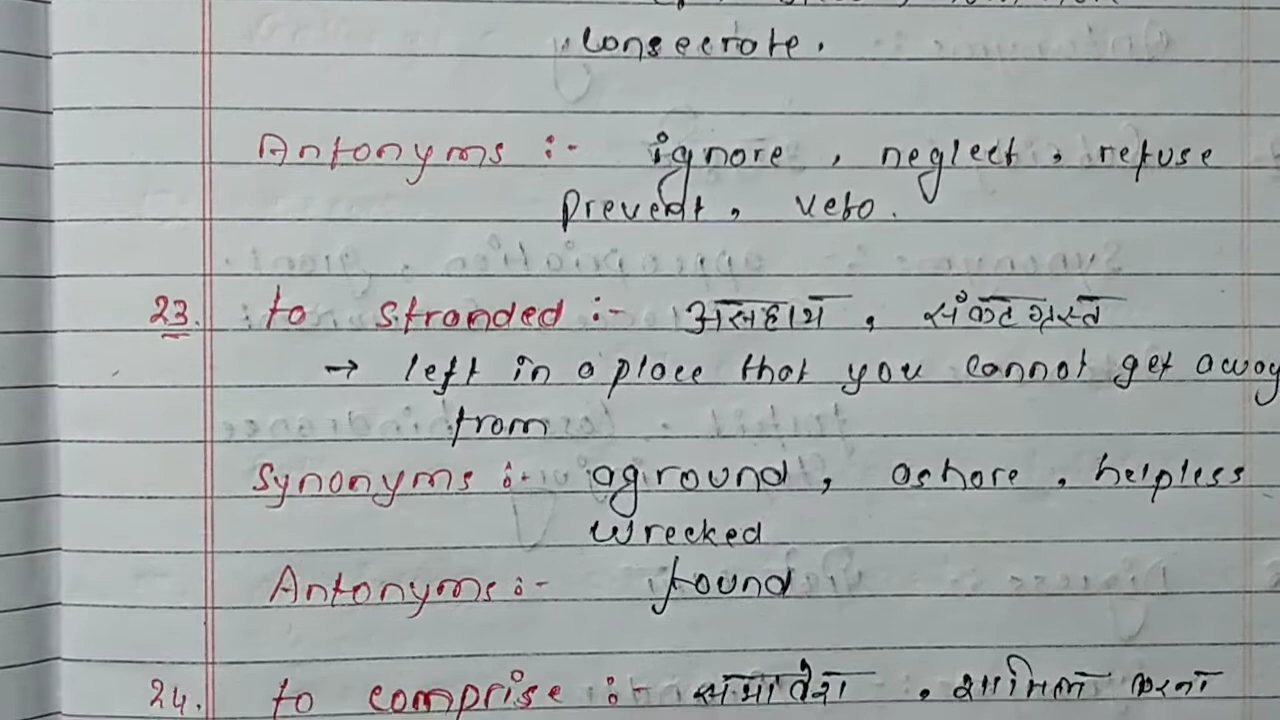 consecrate.
Antonyms :- ignore, neglect, refuse
prevent, veto.
23. to stranded :- असहाय, संकटग्रस्त
→ left in a place that you cannot get away
from
Synonyms :- aground, ashore, helpless
wrecked
Antonyms :- found
24. to comprise :- समावेश, शामिल करना